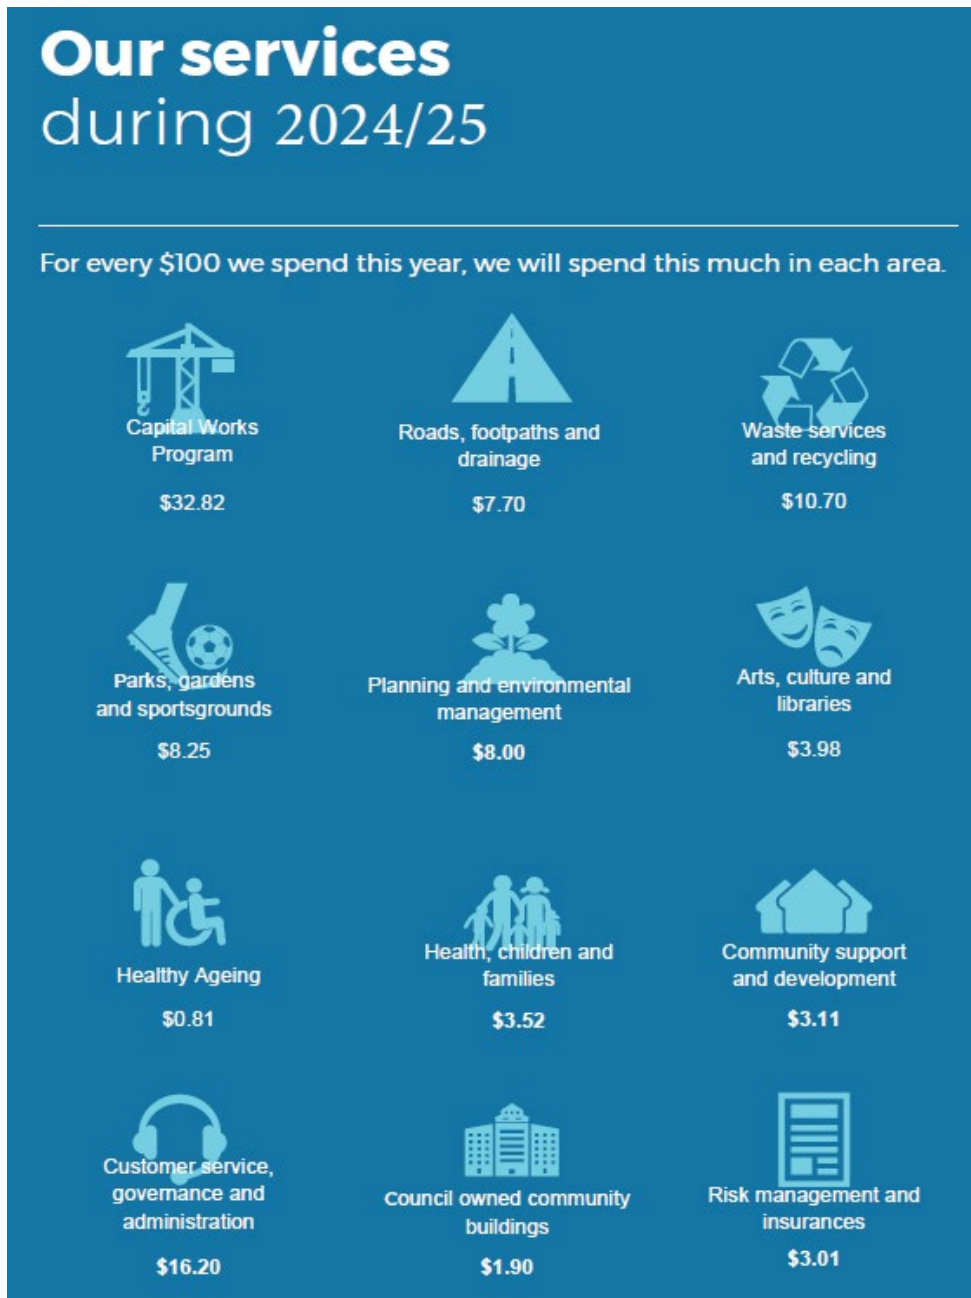 Our services
during 2024/25
For every $100 we spend this year, we will spend this much in each area.
Capital Works
Program
$32.82
Roads, footpaths and
drainage
$7.70
Waste services
and recycling
$10.70
Parks, gardens
and sportsgrounds
$8.25
Planning and environmental
management
$8.00
Arts, culture and
libraries
$3.98
Healthy Ageing
$0.81
Health, children and
families
$3.52
Community support
and development
$3.11
Customer service,
governance and
administration
$16.20
Council owned community
buildings
$1.90
Risk management and
insurances
$3.01